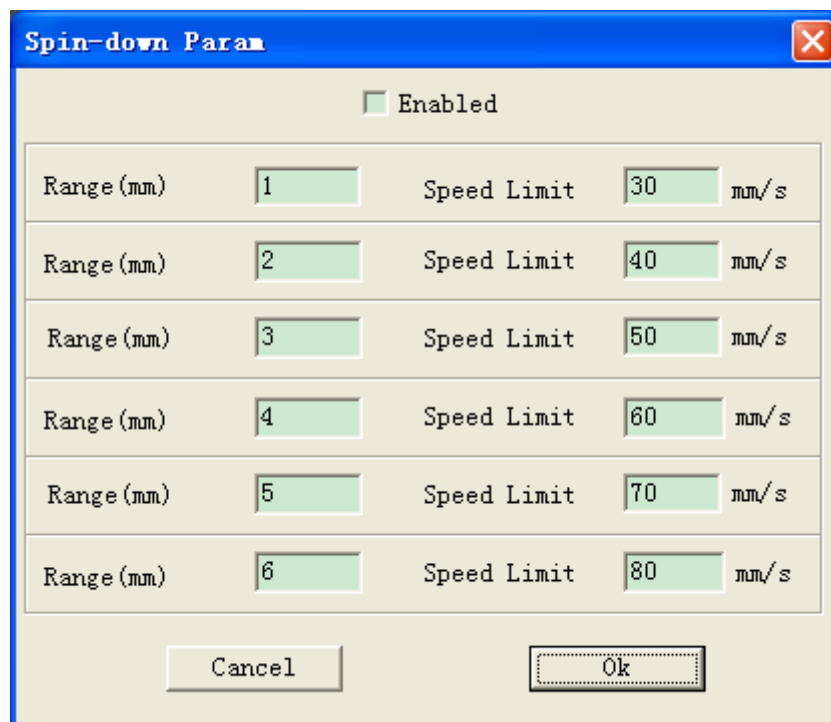 Spin-down Param
Enabled
Range(mm) 1 Speed Limit 30 mm/s
Range(mm) 2 Speed Limit 40 mm/s
Range(mm) 3 Speed Limit 50 mm/s
Range(mm) 4 Speed Limit 60 mm/s
Range(mm) 5 Speed Limit 70 mm/s
Range(mm) 6 Speed Limit 80 mm/s
Cancel Ok